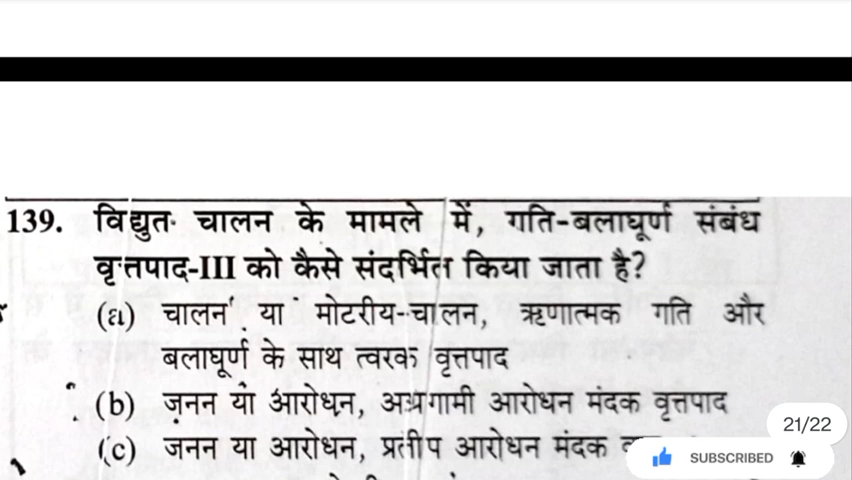 139. विद्युत चालन के मामले में, गति-बलाघूर्ण संबंध
वृत्तपाद-III को कैसे संदर्भित किया जाता है?
(a) चालन या मोटरीय-चालन, ऋणात्मक गति और
बलाघूर्ण के साथ त्वरक वृत्तपाद
(b) जनन या आरोधन, अग्रगामी आरोधन मंदक वृत्तपाद
(c) जनन या आरोधन, प्रतीप आरोधन मंदक
21/22
SUBSCRIBED